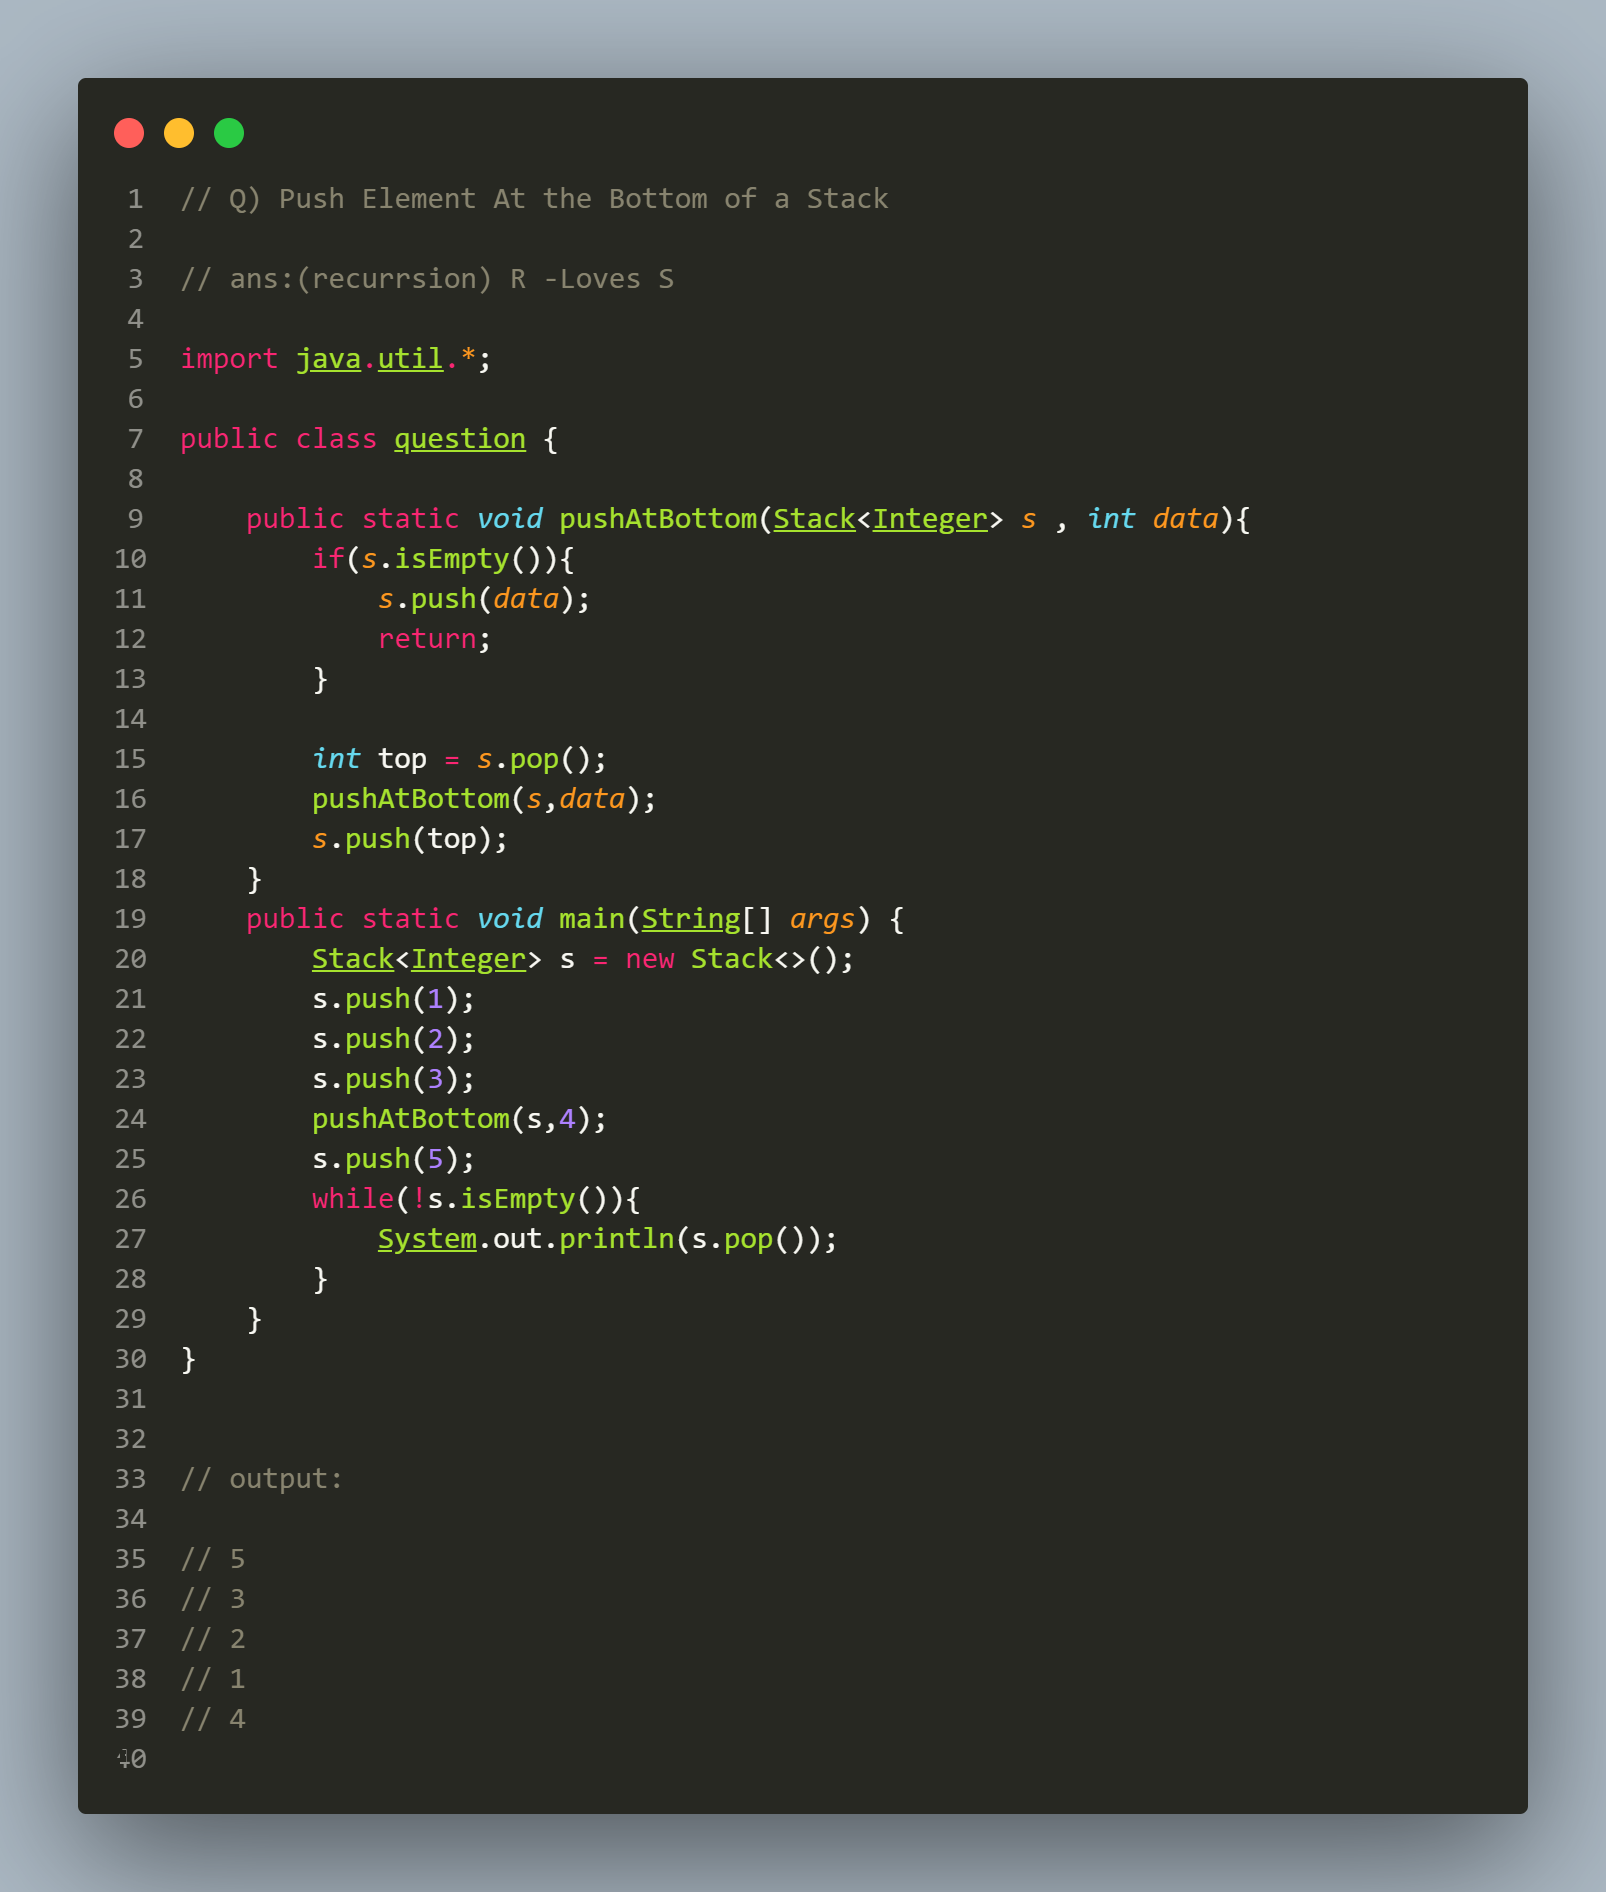 1 // Q) Push Element At the Bottom of a Stack
2
3 // ans:(recurrsion) R -Loves S
4
5 import java.util.*;
6
7 public class question {
8
9     public static void pushAtBottom(Stack<Integer> s , int data){
10         if(s.isEmpty()){
11             s.push(data);
12             return;
13         }
14
15         int top = s.pop();
16         pushAtBottom(s,data);
17         s.push(top);
18     }
19     public static void main(String[] args) {
20         Stack<Integer> s = new Stack<>();
21         s.push(1);
22         s.push(2);
23         s.push(3);
24         pushAtBottom(s,4);
25         s.push(5);
26         while(!s.isEmpty()){
27             System.out.println(s.pop());
28         }
29     }
30 }
31
32
33 // output:
34
35 // 5
36 // 3
37 // 2
38 // 1
39 // 4
40